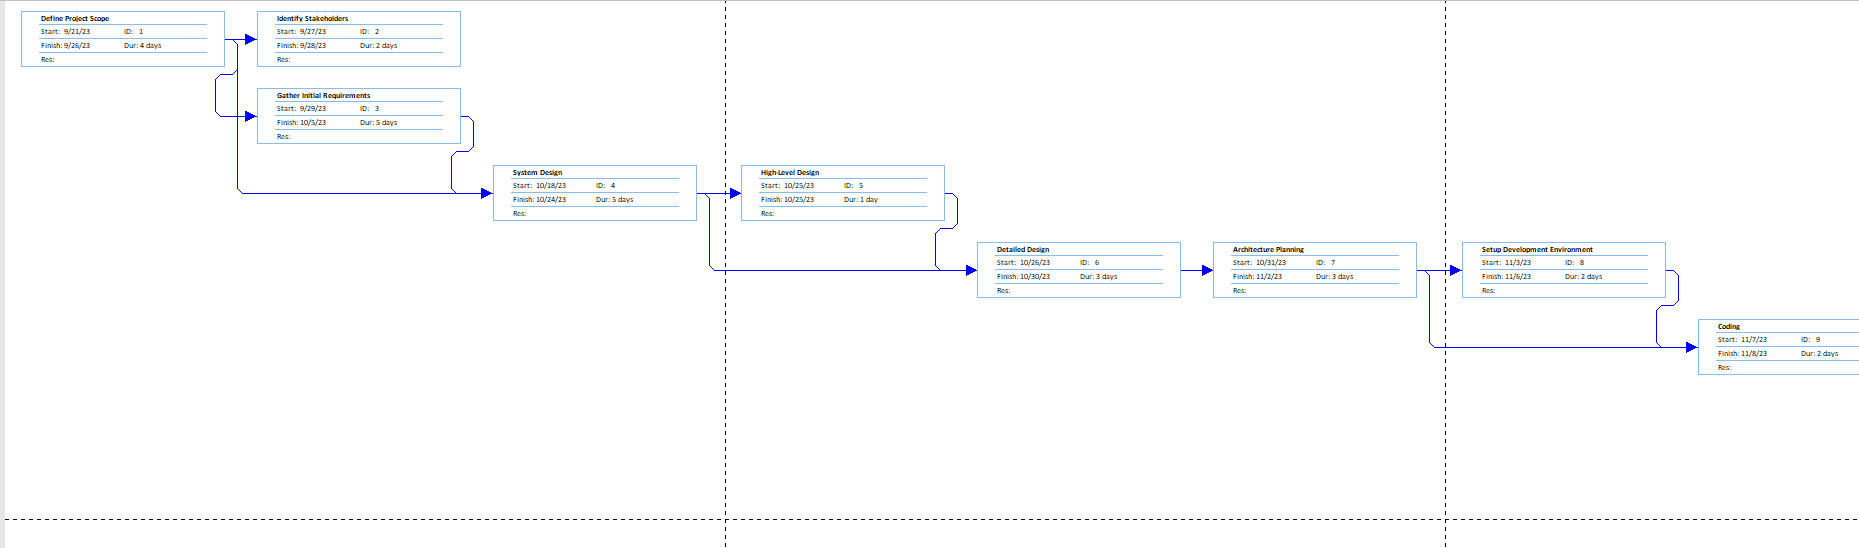 Define Project Scope
Start: 9/21/23 ID: 1
Finish: 9/26/23 Dur: 4 days
Res:
Identify Stakeholders
Start: 9/27/23 ID: 2
Finish: 9/28/23 Dur: 2 days
Res:
Gather Initial Requirements
Start: 9/29/23 ID: 3
Finish: 10/5/23 Dur: 5 days
Res:
System Design
Start: 10/18/23 ID: 4
Finish: 10/24/23 Dur: 5 days
Res:
High-Level Design
Start: 10/25/23 ID: 5
Finish: 10/25/23 Dur: 1 day
Res:
Detailed Design
Start: 10/26/23 ID: 6
Finish: 10/30/23 Dur: 3 days
Res:
Architecture Planning
Start: 10/31/23 ID: 7
Finish: 11/2/23 Dur: 3 days
Res:
Setup Development Environment
Start: 11/3/23 ID: 8
Finish: 11/6/23 Dur: 2 days
Res:
Coding
Start: 11/7/23 ID: 9
Finish: 11/8/23 Dur: 2 days
Res: